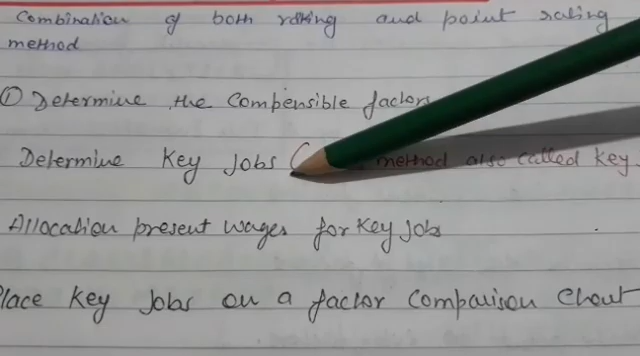 Combination of both ranking and point rating
method
① Determine the Compensible factors
Determine Key Jobs ( method also called key
Allocation present wages for Key Job
Place Key Jobs on a factor comparison Chart